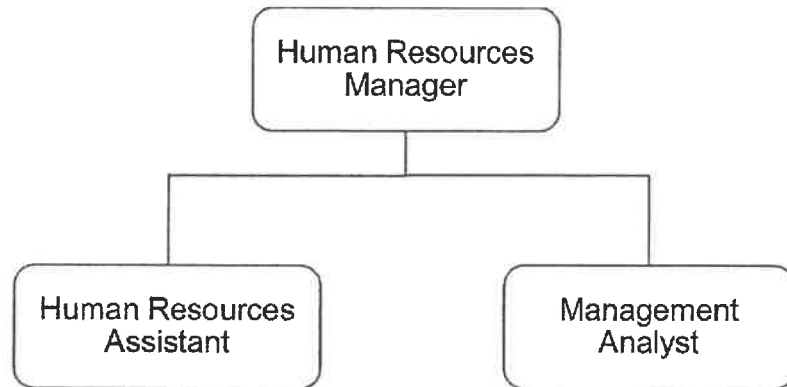 Human Resources
Manager
Human Resources
Assistant
Management
Analyst